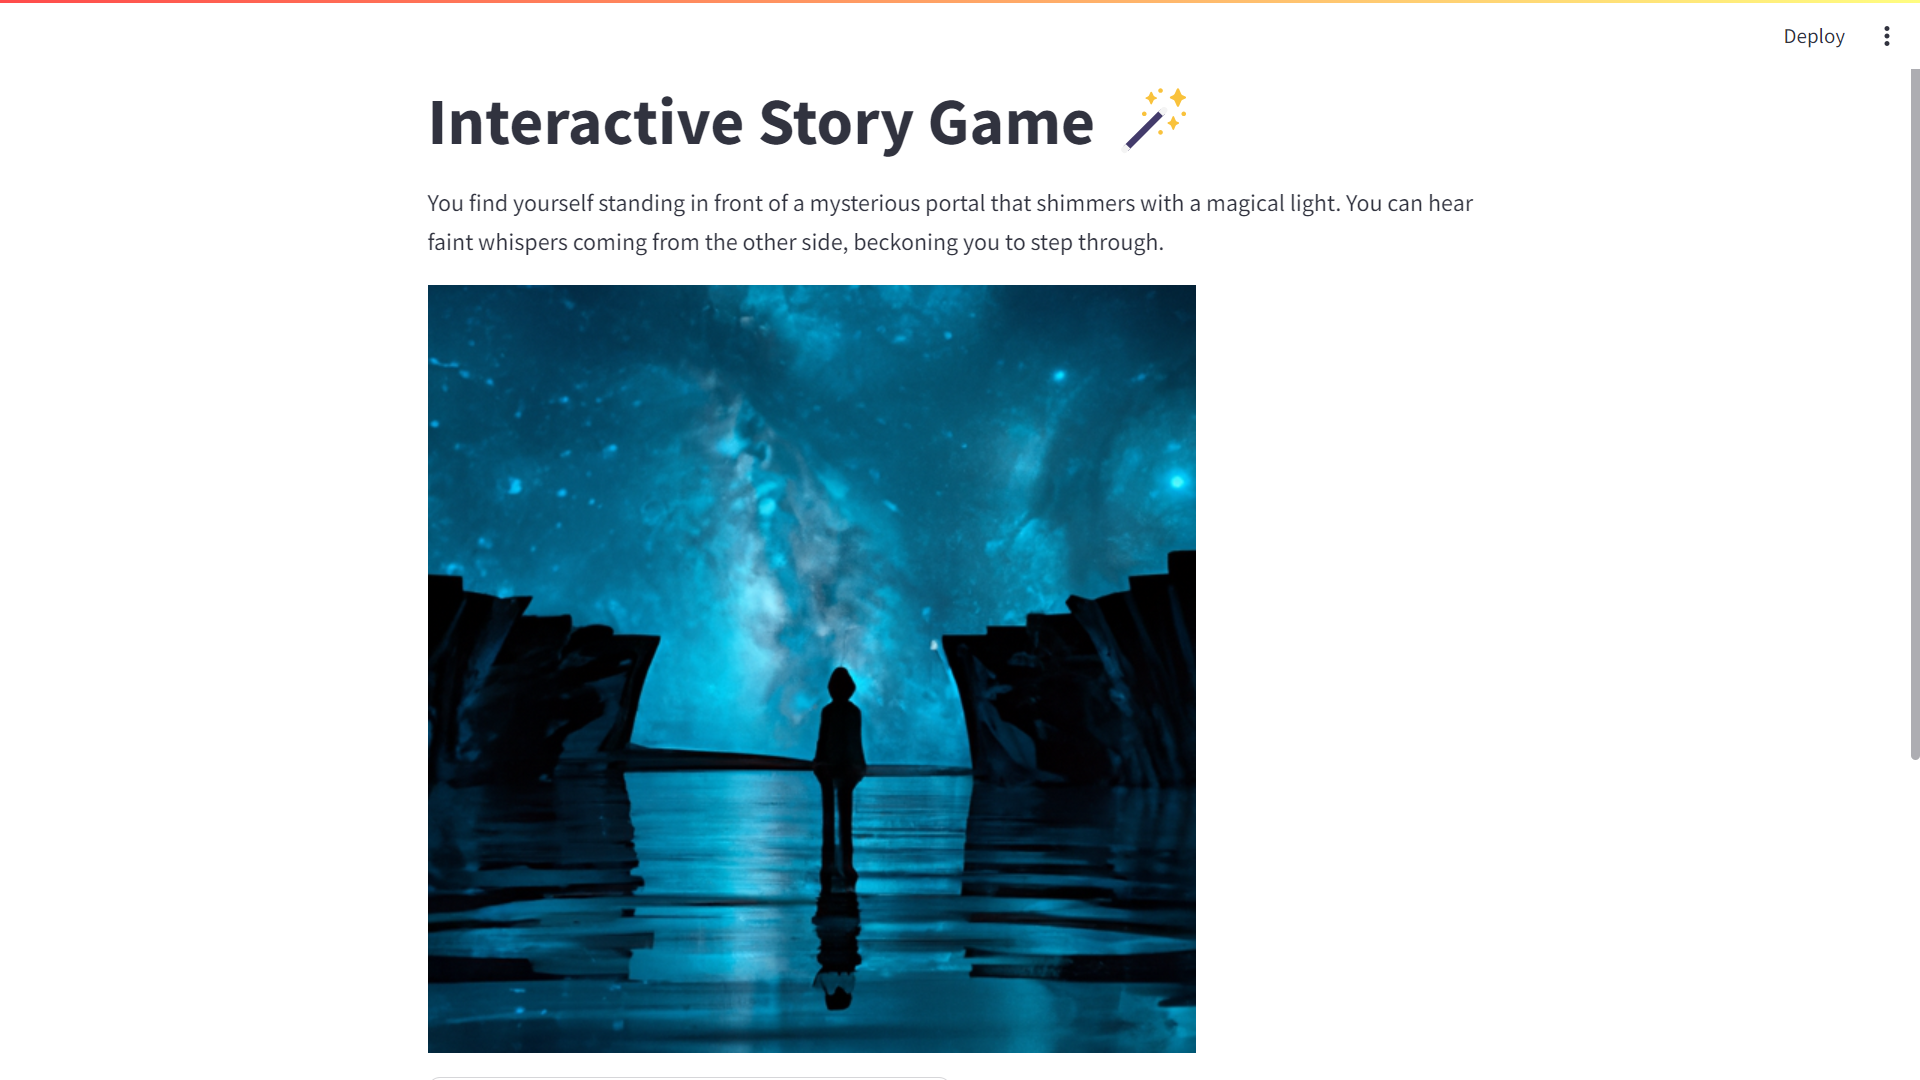 Deploy
Interactive Story Game
You find yourself standing in front of a mysterious portal that shimmers with a magical light. You can hear
faint whispers coming from the other side, beckoning you to step through.